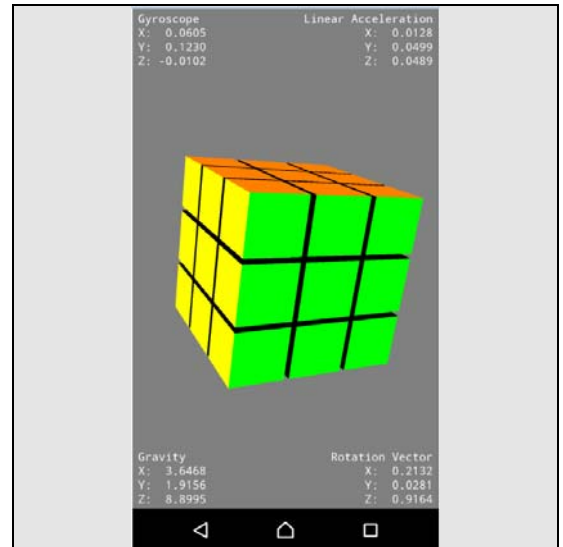 Gyroscope
X: 0.0605
Y: 0.1230
Z: -0.0102
Linear Acceleration
X: 0.0128
Y: 0.0499
Z: 0.0489
Gravity
X: 3.6468
Y: 1.9156
Z: 8.8995
Rotation Vector
X: 0.2132
Y: 0.0281
Z: 0.9164